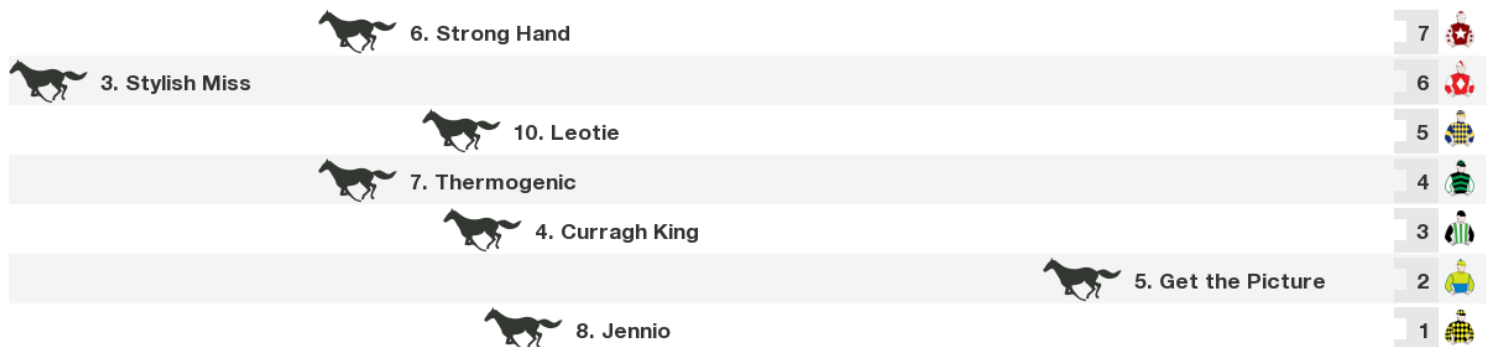 6. Strong Hand 7
3. Stylish Miss 6
10. Leotie 5
7. Thermogenic 4
4. Curragh King 3
5. Get the Picture 2
8. Jennio 1